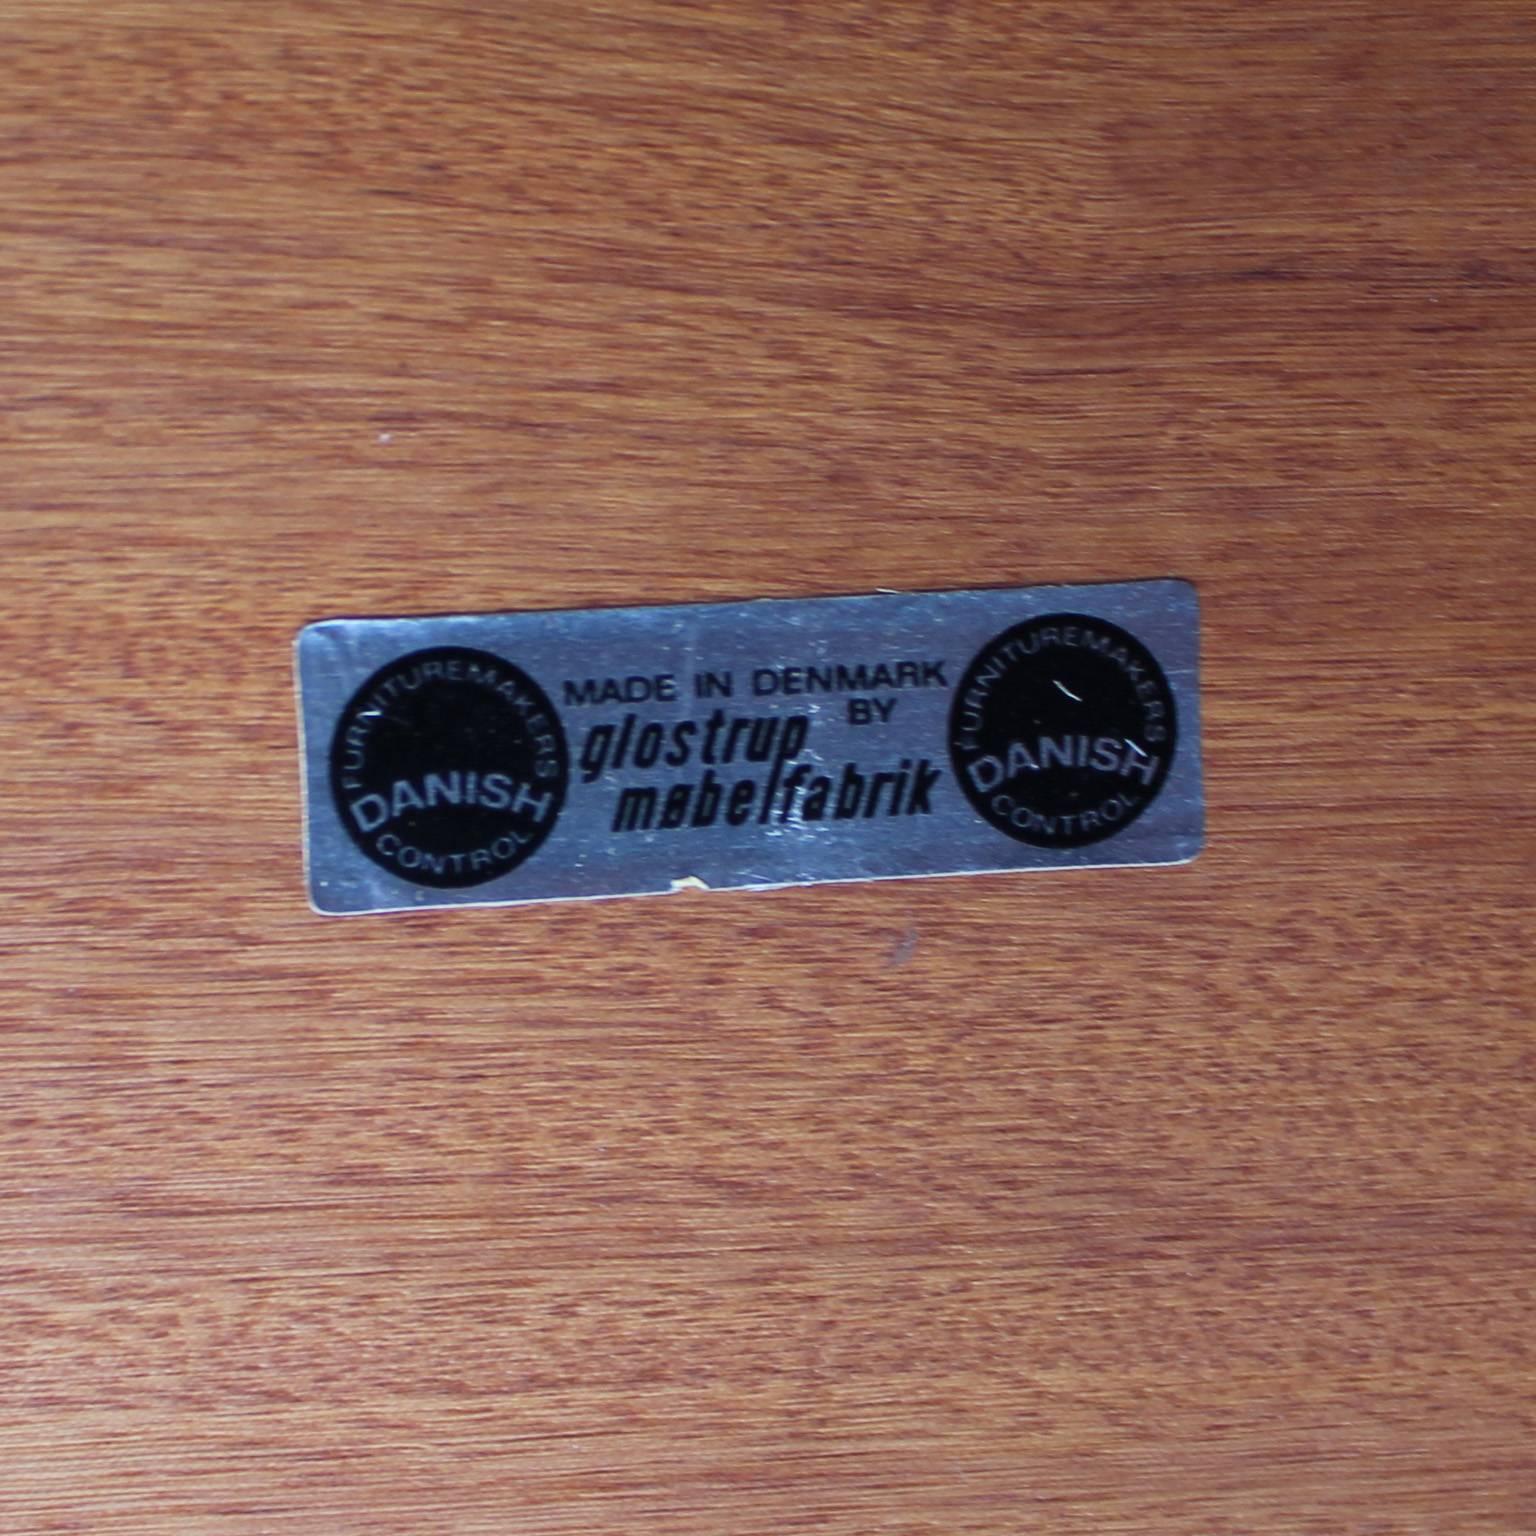 FURNITUREMAKERS
DANISH
CONTROL
MADE IN DENMARK
BY
glostrup
møbelfabrik
FURNITUREMAKERS
DANISH
CONTROL